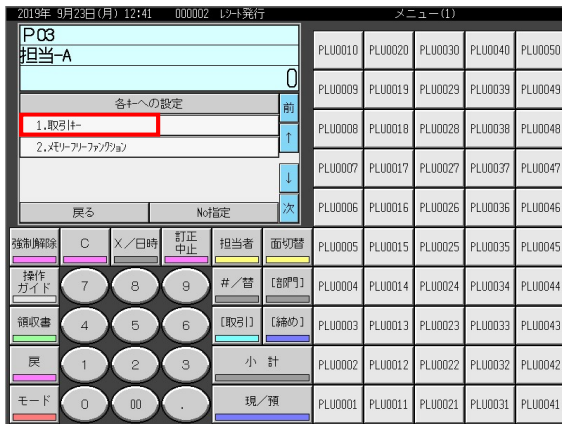 2019年 9月23日(月) 12:41 000002 ﾚｼｰﾄ発行 メニュー(1)
P03
担当-A
0
各ｷｰへの設定
前
1.取引ｷｰ
↑
2.ﾒﾓﾘｰﾌﾘｰﾌｧﾝｸｼｮﾝ
↓
戻る No指定 次
強制解除 C X/日時 訂正中止 担当者 面切替
操作ガイド 7 8 9 #/替 [部門]
領収書 4 5 6 [取引] [締め]
戻 1 2 3 小 計
モード 0 00 . 現/預
PLU0010 PLU0020 PLU0030 PLU0040 PLU0050
PLU0009 PLU0019 PLU0029 PLU0039 PLU0049
PLU0008 PLU0018 PLU0028 PLU0038 PLU0048
PLU0007 PLU0017 PLU0027 PLU0037 PLU0047
PLU0006 PLU0016 PLU0026 PLU0036 PLU0046
PLU0005 PLU0015 PLU0025 PLU0035 PLU0045
PLU0004 PLU0014 PLU0024 PLU0034 PLU0044
PLU0003 PLU0013 PLU0023 PLU0033 PLU0043
PLU0002 PLU0012 PLU0022 PLU0032 PLU0042
PLU0001 PLU0011 PLU0021 PLU0031 PLU0041